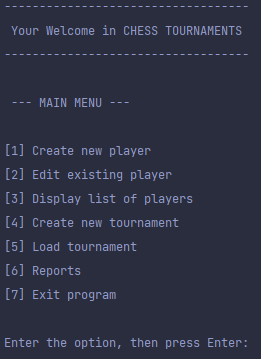 -----------------------------------
Your Welcome in CHESS TOURNAMENTS
-----------------------------------
--- MAIN MENU ---
[1] Create new player
[2] Edit existing player
[3] Display list of players
[4] Create new tournament
[5] Load tournament
[6] Reports
[7] Exit program
Enter the option, then press Enter: